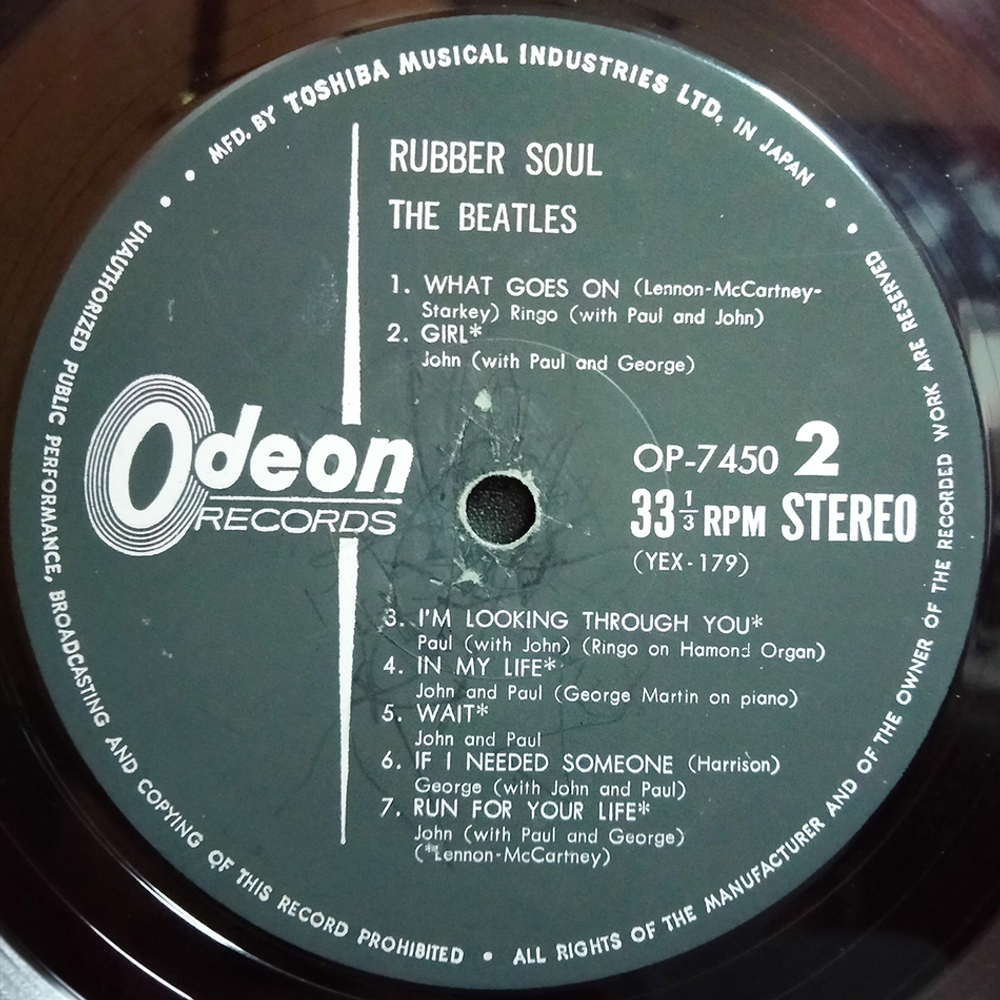 MFD. BY TOSHIBA MUSICAL INDUSTRIES LTD. IN JAPAN
RUBBER SOUL
THE BEATLES
1. WHAT GOES ON (Lennon-McCartney-
Starkey) Ringo (with Paul and John)
2. GIRL*
John (with Paul and George)
Odeon
RECORDS
OP-7450 2
33 1/3 RPM STEREO
(YEX-179)
3. I'M LOOKING THROUGH YOU*
Paul (with John) (Ringo on Hamond Organ)
4. IN MY LIFE*
John and Paul (George Martin on piano)
5. WAIT*
John and Paul
6. IF I NEEDED SOMEONE (Harrison)
George (with John and Paul)
7. RUN FOR YOUR LIFE*
John (with Paul and George)
(*Lennon-McCartney)
UNAUTHORIZED PUBLIC PERFORMANCE, BROADCASTING AND COPYING OF THIS RECORD PROHIBITED • ALL RIGHTS OF THE MANUFACTURER AND OF THE OWNER OF THE RECORDED WORK ARE RESERVED